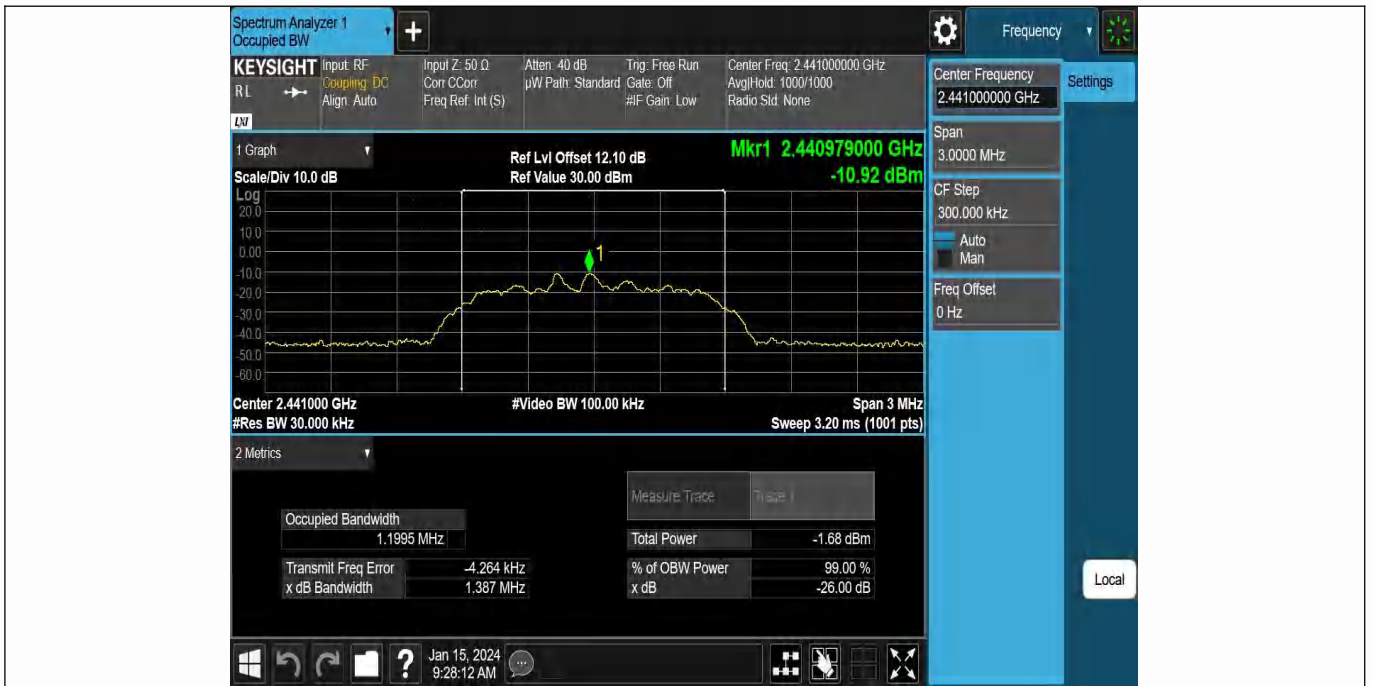 Spectrum Analyzer 1
Occupied BW
+
Frequency
KEYSIGHT
R L
LXI
Input: RF
Coupling: DC
Align: Auto
Input Z: 50 Ω
Corr CCorr
Freq Ref: Int (S)
Atten: 40 dB
µW Path: Standard
Trig: Free Run
Gate: Off
#IF Gain: Low
Center Freq: 2.441000000 GHz
Avg|Hold: 1000/1000
Radio Std: None
Center Frequency
2.441000000 GHz
Settings
Span
3.0000 MHz
CF Step
300.000 kHz
Auto
Man
Freq Offset
0 Hz
1 Graph
Scale/Div 10.0 dB
Ref Lvl Offset 12.10 dB
Ref Value 30.00 dBm
Mkr1 2.440979000 GHz
-10.92 dBm
Log
20.0
10.0
0.00
-10.0
-20.0
-30.0
-40.0
-50.0
-60.0
1
Center 2.441000 GHz
#Res BW 30.000 kHz
#Video BW 100.00 kHz
Span 3 MHz
Sweep 3.20 ms (1001 pts)
2 Metrics
Measure Trace
Trace 1
Occupied Bandwidth
1.1995 MHz
Total Power
-1.68 dBm
Transmit Freq Error
-4.264 kHz
% of OBW Power
99.00 %
x dB Bandwidth
1.387 MHz
x dB
-26.00 dB
Local
?
Jan 15, 2024
9:28:12 AM